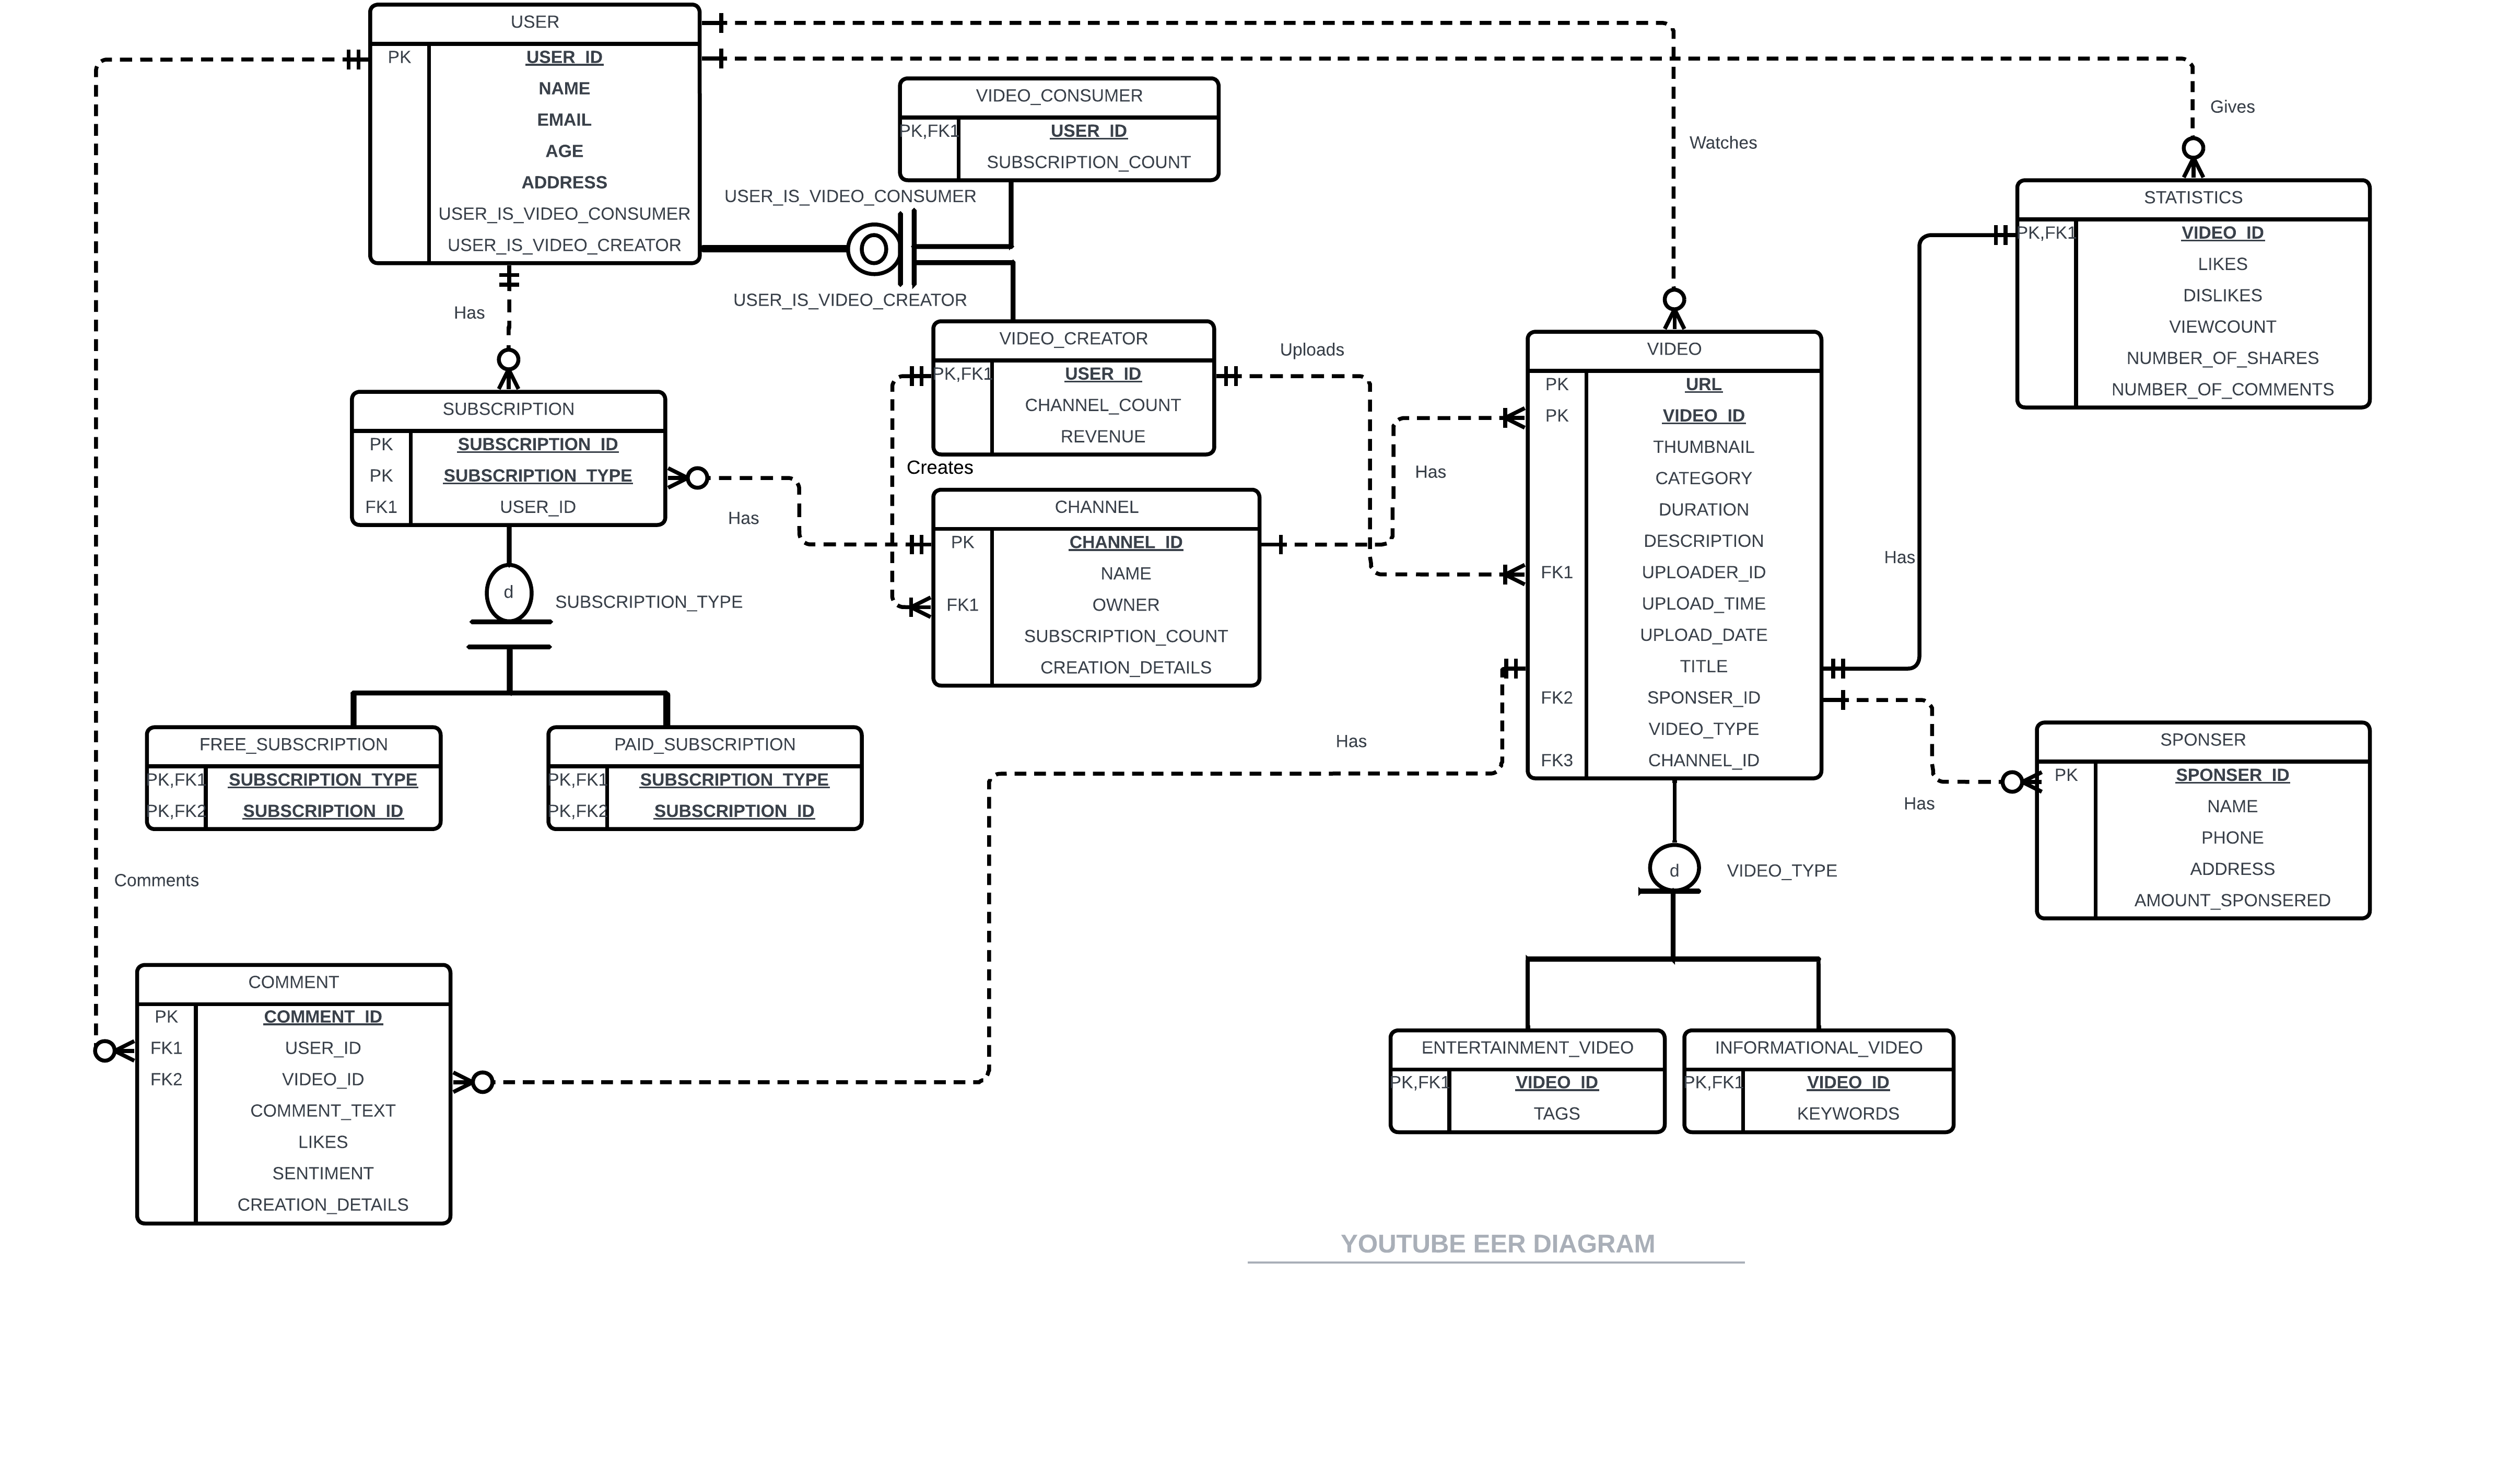 USER
PK USER_ID
NAME
EMAIL
AGE
ADDRESS
USER_IS_VIDEO_CONSUMER
USER_IS_VIDEO_CREATOR
VIDEO_CONSUMER
PK,FK1 USER_ID
SUBSCRIPTION_COUNT
USER_IS_VIDEO_CONSUMER
USER_IS_VIDEO_CREATOR
Watches
Gives
STATISTICS
PK,FK1 VIDEO_ID
LIKES
DISLIKES
VIEWCOUNT
NUMBER_OF_SHARES
NUMBER_OF_COMMENTS
Has
SUBSCRIPTION
PK SUBSCRIPTION_ID
PK SUBSCRIPTION_TYPE
FK1 USER_ID
VIDEO_CREATOR
PK,FK1 USER_ID
CHANNEL_COUNT
REVENUE
Uploads
Creates
Has
CHANNEL
PK CHANNEL_ID
NAME
FK1 OWNER
SUBSCRIPTION_COUNT
CREATION_DETAILS
Has
VIDEO
PK URL
PK VIDEO_ID
THUMBNAIL
CATEGORY
DURATION
DESCRIPTION
FK1 UPLOADER_ID
UPLOAD_TIME
UPLOAD_DATE
TITLE
FK2 SPONSER_ID
VIDEO_TYPE
FK3 CHANNEL_ID
Has
d
SUBSCRIPTION_TYPE
FREE_SUBSCRIPTION
PK,FK1 SUBSCRIPTION_TYPE
PK,FK2 SUBSCRIPTION_ID
PAID_SUBSCRIPTION
PK,FK1 SUBSCRIPTION_TYPE
PK,FK2 SUBSCRIPTION_ID
Has
Has
SPONSER
PK SPONSER_ID
NAME
PHONE
ADDRESS
AMOUNT_SPONSERED
Comments
d
VIDEO_TYPE
COMMENT
PK COMMENT_ID
FK1 USER_ID
FK2 VIDEO_ID
COMMENT_TEXT
LIKES
SENTIMENT
CREATION_DETAILS
ENTERTAINMENT_VIDEO
PK,FK1 VIDEO_ID
TAGS
INFORMATIONAL_VIDEO
PK,FK1 VIDEO_ID
KEYWORDS
YOUTUBE EER DIAGRAM